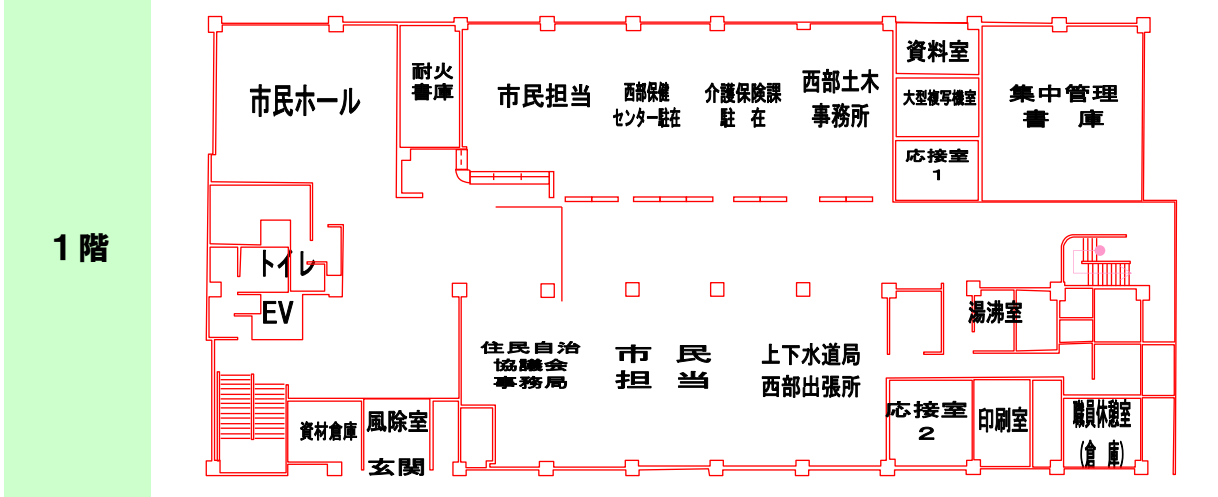 1階
市民ホール
耐火
書庫
市民担当
西部保健
センター駐在
介護保険課
駐 在
西部土木
事務所
資料室
大型複写機室
応接室
1
集中管理
書 庫
トイレ
EV
湯沸室
住民自治
協議会
事務局
市 民
担 当
上下水道局
西部出張所
資材倉庫
風除室
玄関
応接室
2
印刷室
職員休憩室
(倉 庫)